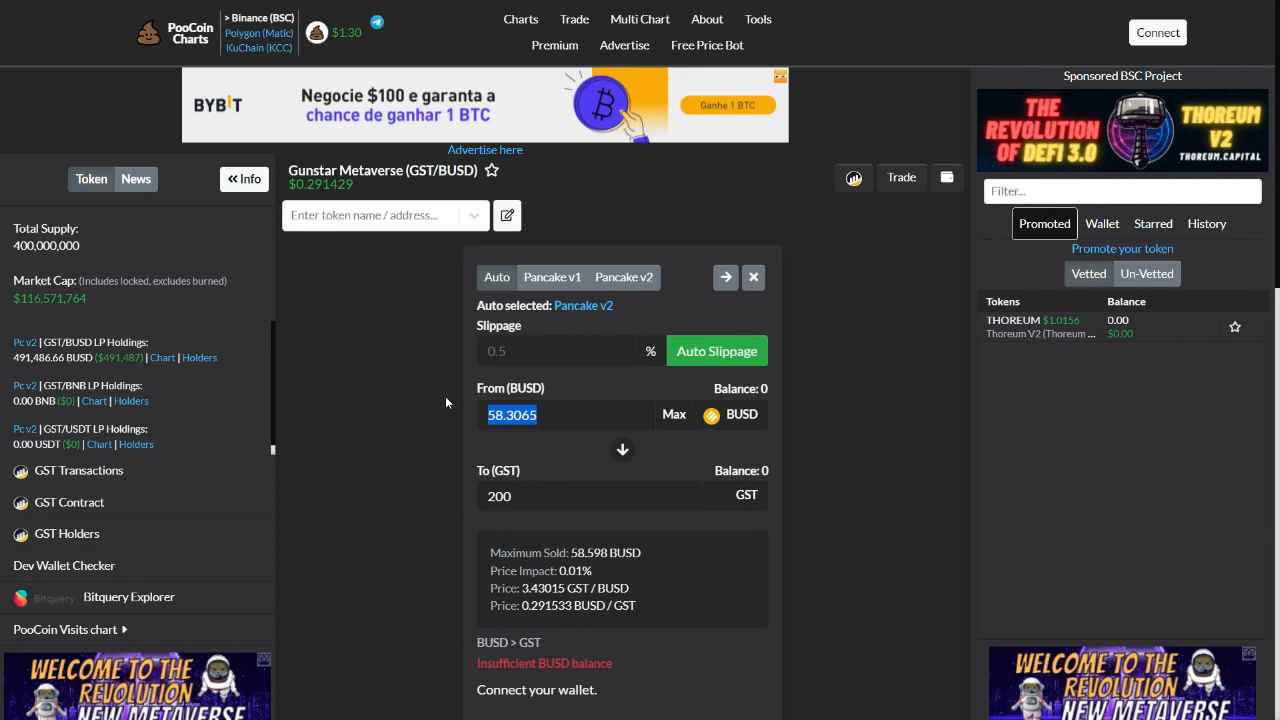 PooCoin
Charts
> Binance (BSC)
Polygon (Matic)
KuChain (KCC)
$1.30
Charts
Trade
Multi Chart
About
Tools
Premium
Advertise
Free Price Bot
Connect
BYBIT
Negocie $100 e garanta a
chance de ganhar 1 BTC
Ganhe 1 BTC
Advertise here
Sponsored BSC Project
THE
REVOLUTION
OF DEFI 3.0
THOREUM
V2
THOREUM.CAPITAL
Token
News
Info
Total Supply:
400,000,000
Market Cap: (Includes locked, excludes burned)
$116,571,764
Pc v2 | GST/BUSD LP Holdings:
491,486.66 BUSD ($491,487) | Chart | Holders
Pc v2 | GST/BNB LP Holdings:
0.00 BNB ($0) | Chart | Holders
Pc v2 | GST/USDT LP Holdings:
0.00 USDT ($0) | Chart | Holders
GST Transactions
GST Contract
GST Holders
Dev Wallet Checker
Bitquery
Bitquery Explorer
PooCoin Visits chart
WELCOME TO THE
REVOLUTION
NEW METAVERSE
Gunstar Metaverse (GST/BUSD)
$0.291429
Trade
Enter token name / address...
Auto
Pancake v1
Pancake v2
Auto selected: Pancake v2
Slippage
0.5
%
Auto Slippage
From (BUSD)
Balance: 0
58.3065
Max
BUSD
To (GST)
Balance: 0
200
GST
Maximum Sold: 58.598 BUSD
Price Impact: 0.01%
Price: 3.43015 GST / BUSD
Price: 0.291533 BUSD / GST
BUSD > GST
Insufficient BUSD balance
Connect your wallet.
Filter...
Promoted
Wallet
Starred
History
Promote your token
Vetted
Un-Vetted
Tokens
Balance
THOREUM $1.0156
0.00
Thoreum V2 (Thoreum ...
$0.00
WELCOME TO THE
REVOLUTION
NEW METAVERSE